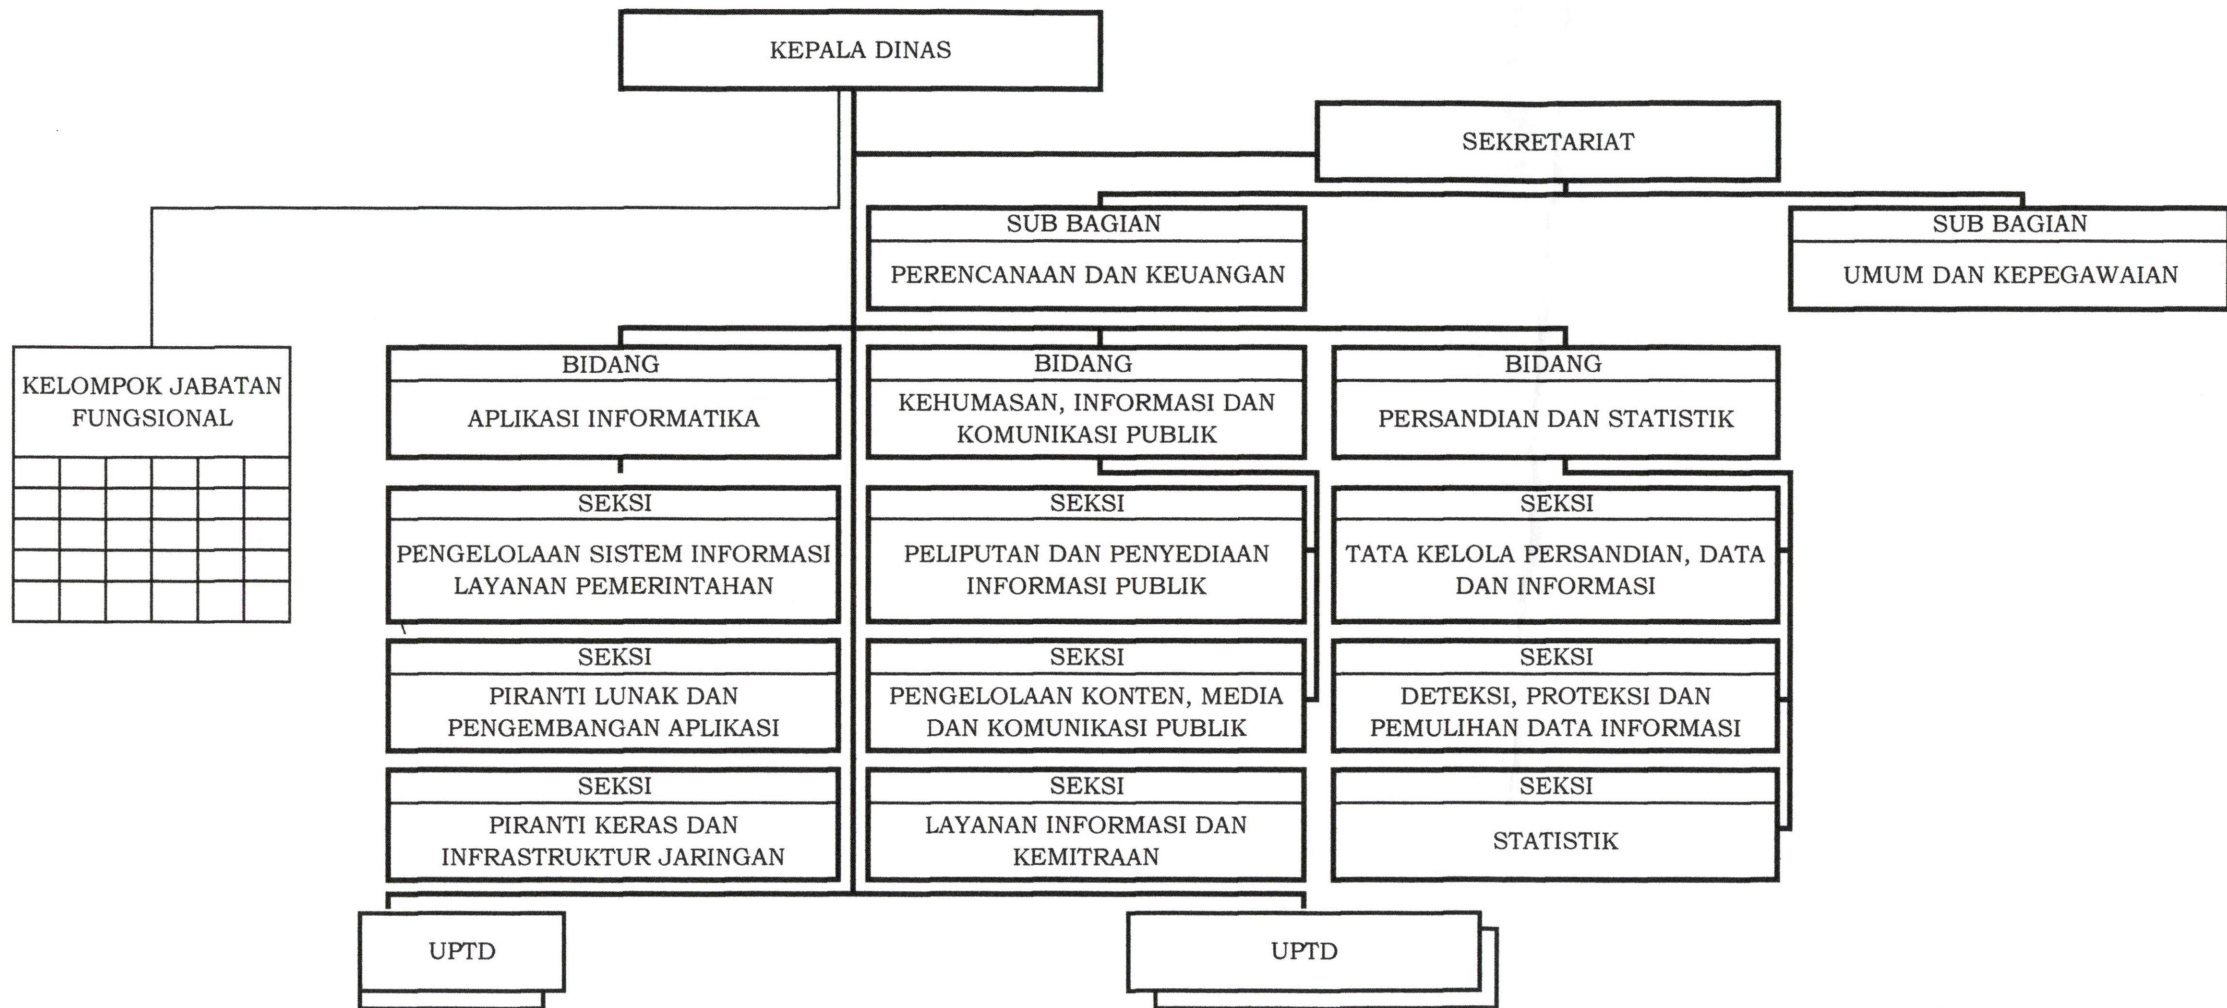 KEPALA DINAS
SEKRETARIAT
SUB BAGIAN
PERENCANAAN DAN KEUANGAN
SUB BAGIAN
UMUM DAN KEPEGAWAIAN
KELOMPOK JABATAN
FUNGSIONAL
BIDANG
APLIKASI INFORMATIKA
BIDANG
KEHUMASAN, INFORMASI DAN
KOMUNIKASI PUBLIK
BIDANG
PERSANDIAN DAN STATISTIK
SEKSI
PENGELOLAAN SISTEM INFORMASI
LAYANAN PEMERINTAHAN
SEKSI
PELIPUTAN DAN PENYEDIAAN
INFORMASI PUBLIK
SEKSI
TATA KELOLA PERSANDIAN, DATA
DAN INFORMASI
SEKSI
PIRANTI LUNAK DAN
PENGEMBANGAN APLIKASI
SEKSI
PENGELOLAAN KONTEN, MEDIA
DAN KOMUNIKASI PUBLIK
SEKSI
DETEKSI, PROTEKSI DAN
PEMULIHAN DATA INFORMASI
SEKSI
PIRANTI KERAS DAN
INFRASTRUKTUR JARINGAN
SEKSI
LAYANAN INFORMASI DAN
KEMITRAAN
SEKSI
STATISTIK
UPTD
UPTD